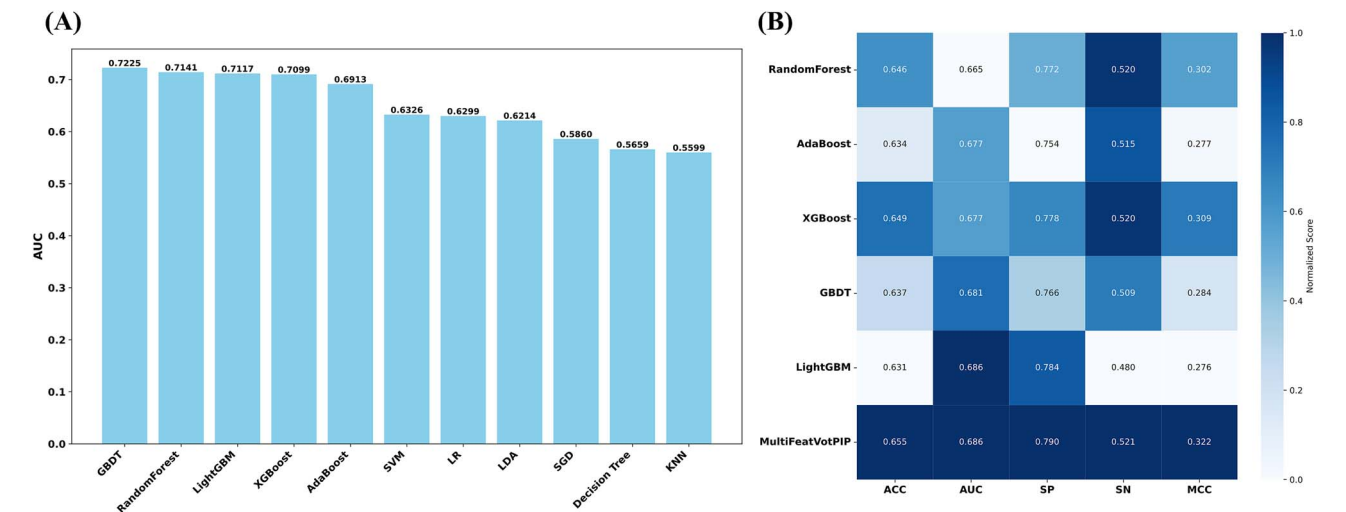 (A)
AUC
0.7
0.6
0.5
0.4
0.3
0.2
0.1
0.0
0.7225
0.7141
0.7117
0.7099
0.6913
0.6326
0.6299
0.6214
0.5860
0.5659
0.5599
GBDT
RandomForest
LightGBM
XGBoost
AdaBoost
SVM
LR
LDA
SGD
Decision Tree
KNN
(B)
RandomForest 0.646 0.665 0.772 0.520 0.302
AdaBoost 0.634 0.677 0.754 0.515 0.277
XGBoost 0.649 0.677 0.778 0.520 0.309
GBDT 0.637 0.681 0.766 0.509 0.284
LightGBM 0.631 0.686 0.784 0.480 0.276
MultiFeatVotPIP 0.655 0.686 0.790 0.521 0.322
ACC AUC SP SN MCC
1.0
0.8
0.6
0.4
0.2
0.0
Normalized Score